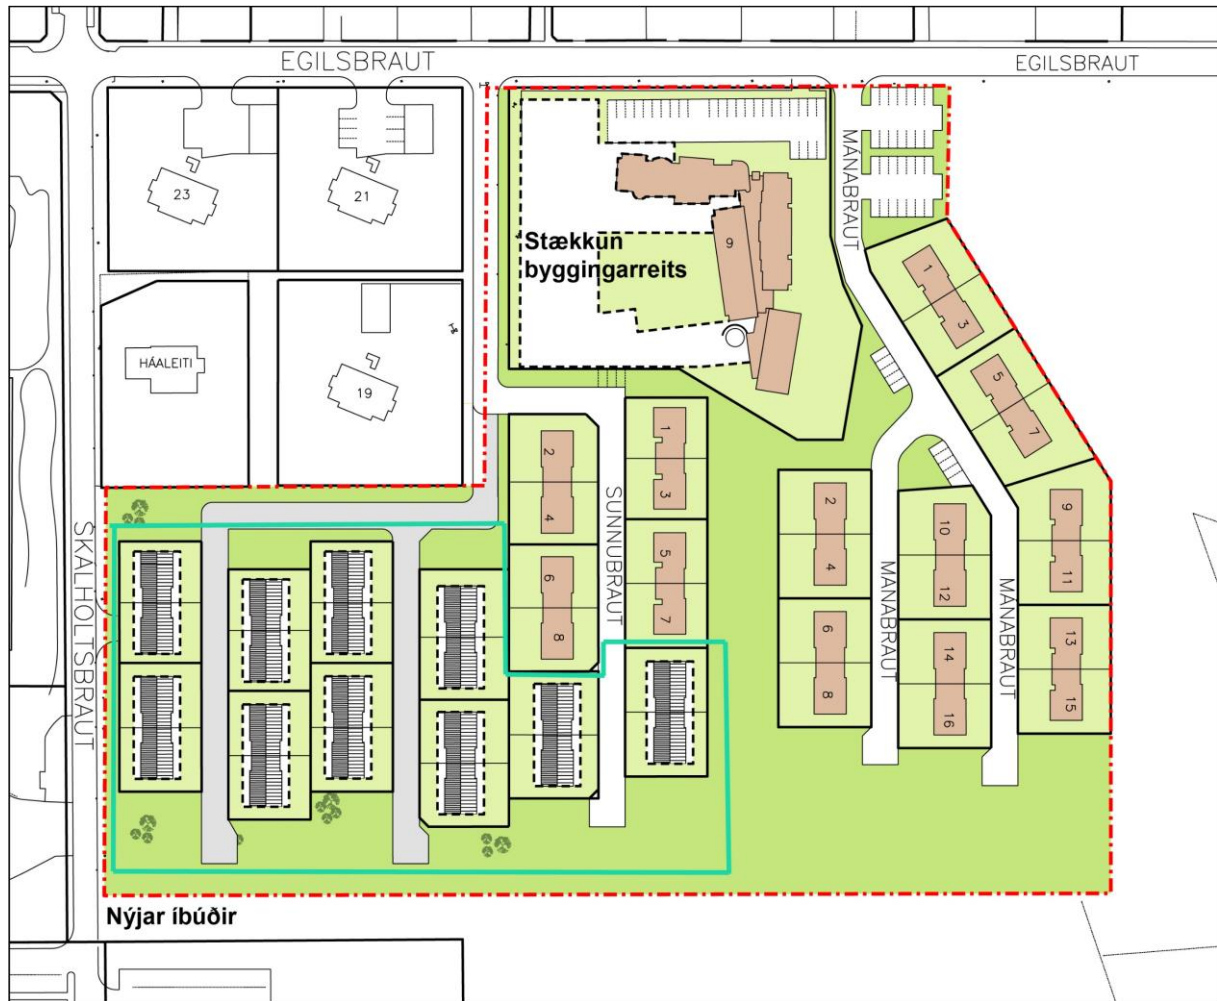 EGILSBRAUT
EGILSBRAUT
MÁNABRAUT
23
21
Stækkun
byggingarreits
9
1
3
HÁALEITI
19
5
7
2
4
6
8
SUNNUBRAUT
1
3
5
7
2
4
6
8
MÁNABRAUT
10
12
14
16
MÁNABRAUT
9
11
13
15
SKALHOLTSBRAUT
Nýjar íbúðir